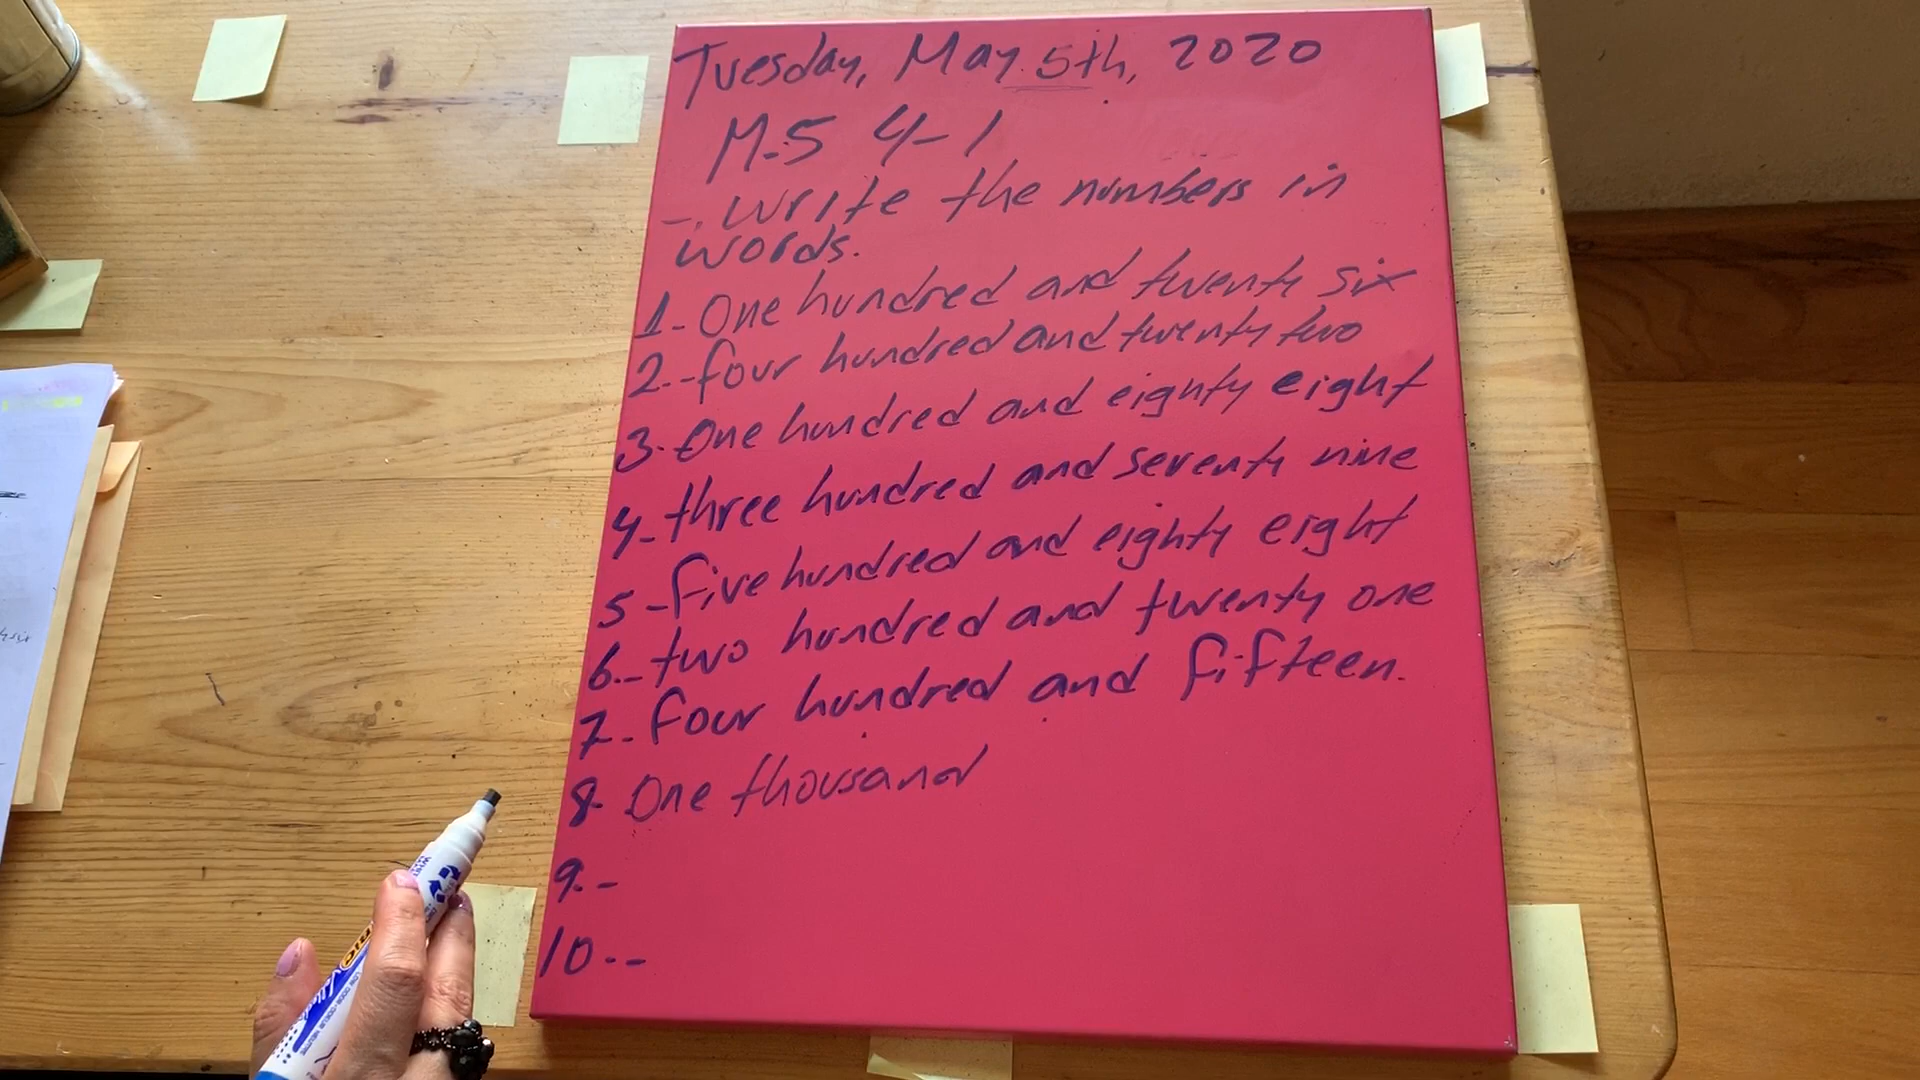 Tuesday, May 5th, 2020
M-5 4-1
-. Write the numbers in
words.
1- One hundred and twenty six
2.- four hundred and twenty two
3. One hundred and eighty eight
4- three hundred and seventy nine
5- five hundred and eighty eight
6.- two hundred and twenty one
7- four hundred and fifteen.
8- One thousand
9.-
10.-
BIC